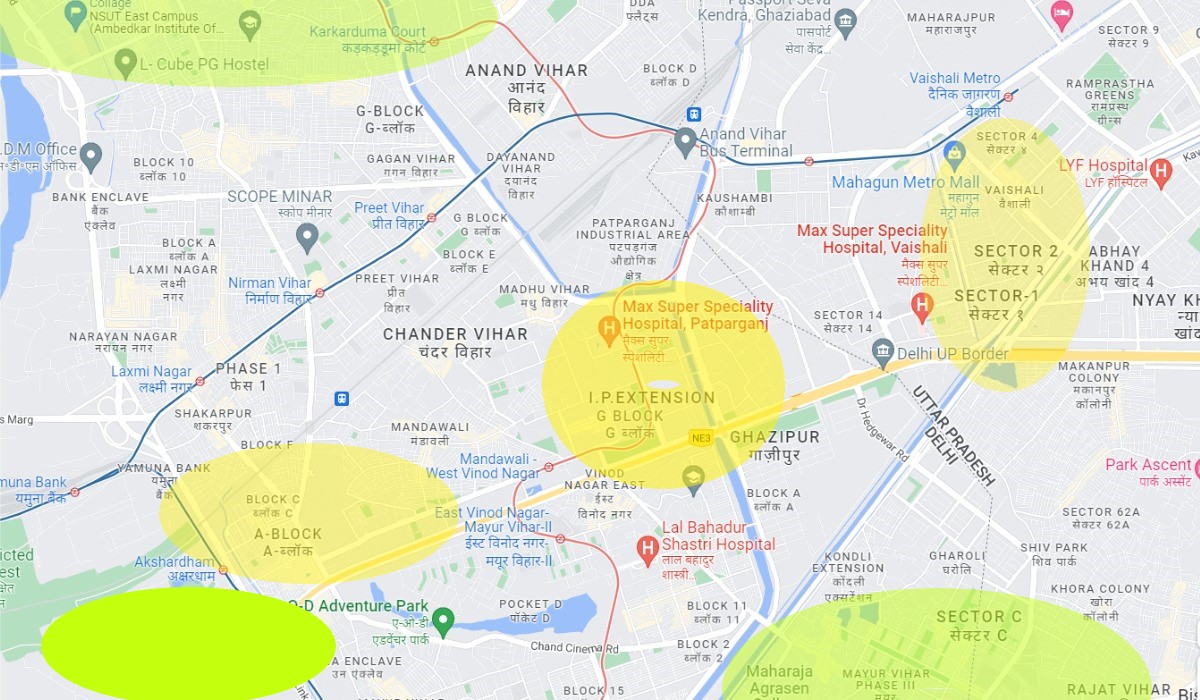 College
NSUT East Campus
(Ambedkar Institute Of...
L- Cube PG Hostel
Karkarduma Court
कड़कड़डूमा कोर्ट
DDA
फ्लैट्स
Passport Seva
Kendra, Ghaziabad
पासपोर्ट
सेवा केंद्र...
MAHARAJPUR
महाराजपुर
SECTOR 9
सेक्टर 9
ANAND VIHAR
आनंद
विहार
BLOCK D
ब्लॉक D
Vaishali Metro
दैनिक जागरण
वैशाली
RAMPRASTHA
GREENS
रामप्रस्थ
ग्रीन्स
G-BLOCK
G-ब्लॉक
Anand Vihar
Bus Terminal
SECTOR 4
सेक्टर ४
D.M Office
BLOCK 10
ब्लॉक 10
GAGAN VIHAR
गगन विहार
DAYANAND
VIHAR
दयानंद
विहार
Mahagun Metro Mall
महागुन
मेट्रो मॉल
VAISHALI
वैशाली
LYF Hospital
LYF हॉस्पिटल
BANK ENCLAVE
बैंक
एंक्लेव
SCOPE MINAR
स्कोप मीनार
Preet Vihar
प्रीत विहार
G BLOCK
G ब्लॉक
KAUSHAMBI
कौशाम्बी
PATPARGANJ
INDUSTRIAL AREA
पटपड़गंज
औद्योगिक
क्षेत्र
Max Super Speciality
Hospital, Vaishali
मैक्स सुपर
स्पेशलिटी...
SECTOR 2
सेक्टर २
ABHAY
KHAND 4
अभय खांद 4
BLOCK A
ब्लॉक A
LAXMI NAGAR
लक्ष्मी
नगर
BLOCK E
ब्लॉक E
Nirman Vihar
निर्माण विहार
PREET VIHAR
प्रीत
विहार
MADHU VIHAR
मधु विहार
SECTOR-1
सेक्टर १
Max Super Speciality
Hospital, Patparganj
मैक्स सुपर
स्पेशलिटी...
SECTOR 14
सेक्टर 14
NARAYAN NAGAR
नरायन नगर
CHANDER VIHAR
चंदर विहार
Delhi UP Border
Laxmi Nagar
लक्ष्मी नगर
PHASE 1
फेस 1
MAKANPUR
COLONY
मकानपुर
कॉलोनी
I.P.EXTENSION
G BLOCK
G ब्लॉक
UTTAR PRADESH
DELHI
SHAKARPUR
शकरपुर
s Marg
MANDAWALI
मंडावली
Dr Hedgewar Rd
NE3
GHAZIPUR
गाज़ीपुर
BLOCK F
YAMUNA BANK
Mandawali -
West Vinod Nagar
VINOD
NAGAR EAST
ईस्ट
विनोद नगर
Park Ascent
पार्क अस्सेंट
muna Bank
यमुना बैंक
BLOCK C
ब्लॉक C
BLOCK A
ब्लॉक A
A-BLOCK
A-ब्लॉक
East Vinod Nagar-
Mayur Vihar-II
ईस्ट विनोद नगर-
मयूर विहार-II
Lal Bahadur
Shastri Hospital
लाल बहादुर
शास्त्री...
SECTOR 62A
सेक्टर 62A
Akshardham
अक्षरधाम
KONDLI
EXTENSION
कोंदली
एक्सटेंशन
GHAROLI
घरोलि
SHIV PARK
शिव पार्क
KHORA COLONY
खोरा
कॉलोनी
O-D Adventure Park
ए-ओ-डी
एडवेंचर पार्क
POCKET D
पॉकेट D
BLOCK 11
ब्लॉक 11
SECTOR C
सेक्टर C
Chand Cinema Rd
BLOCK 2
ब्लॉक 2
A ENCLAVE
उन एंक्लेव
Maharaja
Agrasen
MAYUR VIHAR
PHASE III
BLOCK 15
ब्लॉक 15
RAJAT VIHAR